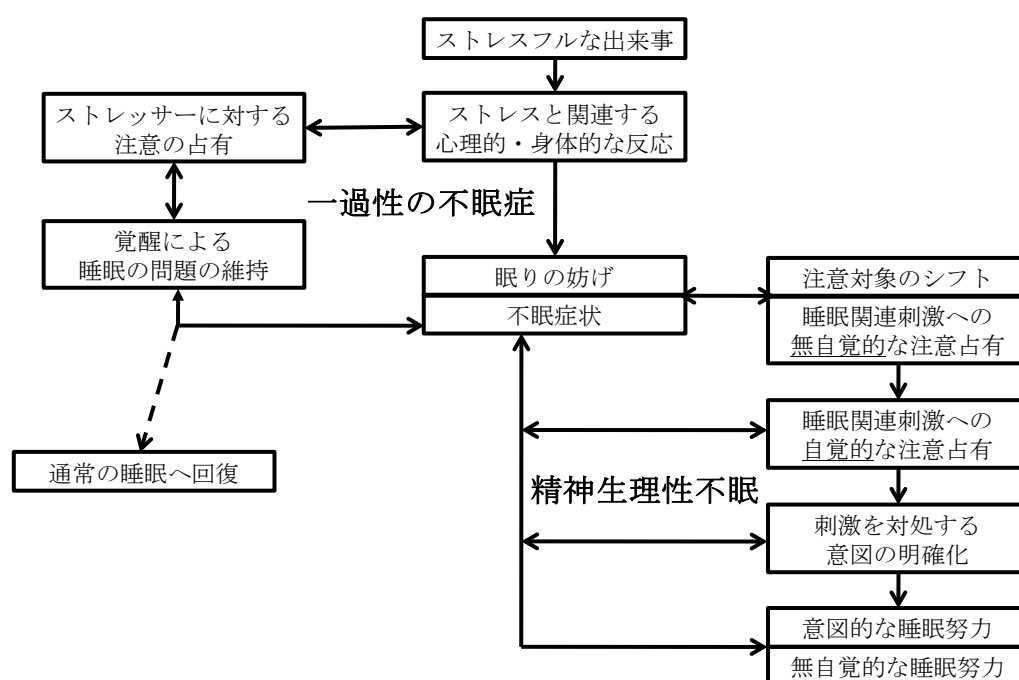 ストレスフルな出来事
ストレッサーに対する
注意の占有
ストレスと関連する
心理的・身体的な反応
一過性の不眠症
覚醒による
睡眠の問題の維持
眠りの妨げ
不眠症状
注意対象のシフト
睡眠関連刺激への
無自覚的な注意占有
睡眠関連刺激への
自覚的な注意占有
通常の睡眠へ回復
精神生理性不眠
刺激を対処する
意図の明確化
意図的な睡眠努力
無自覚的な睡眠努力